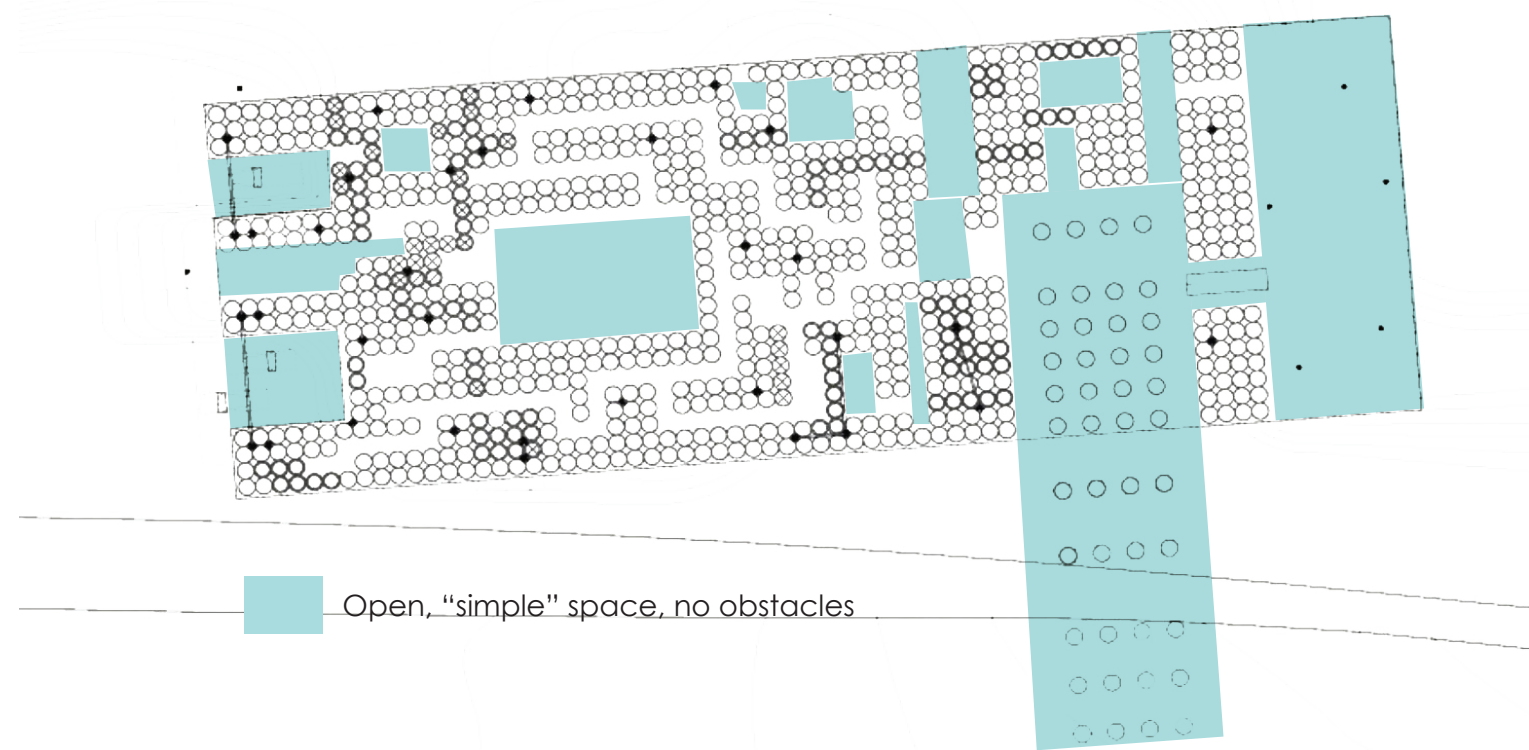 Open, “simple” space, no obstacles